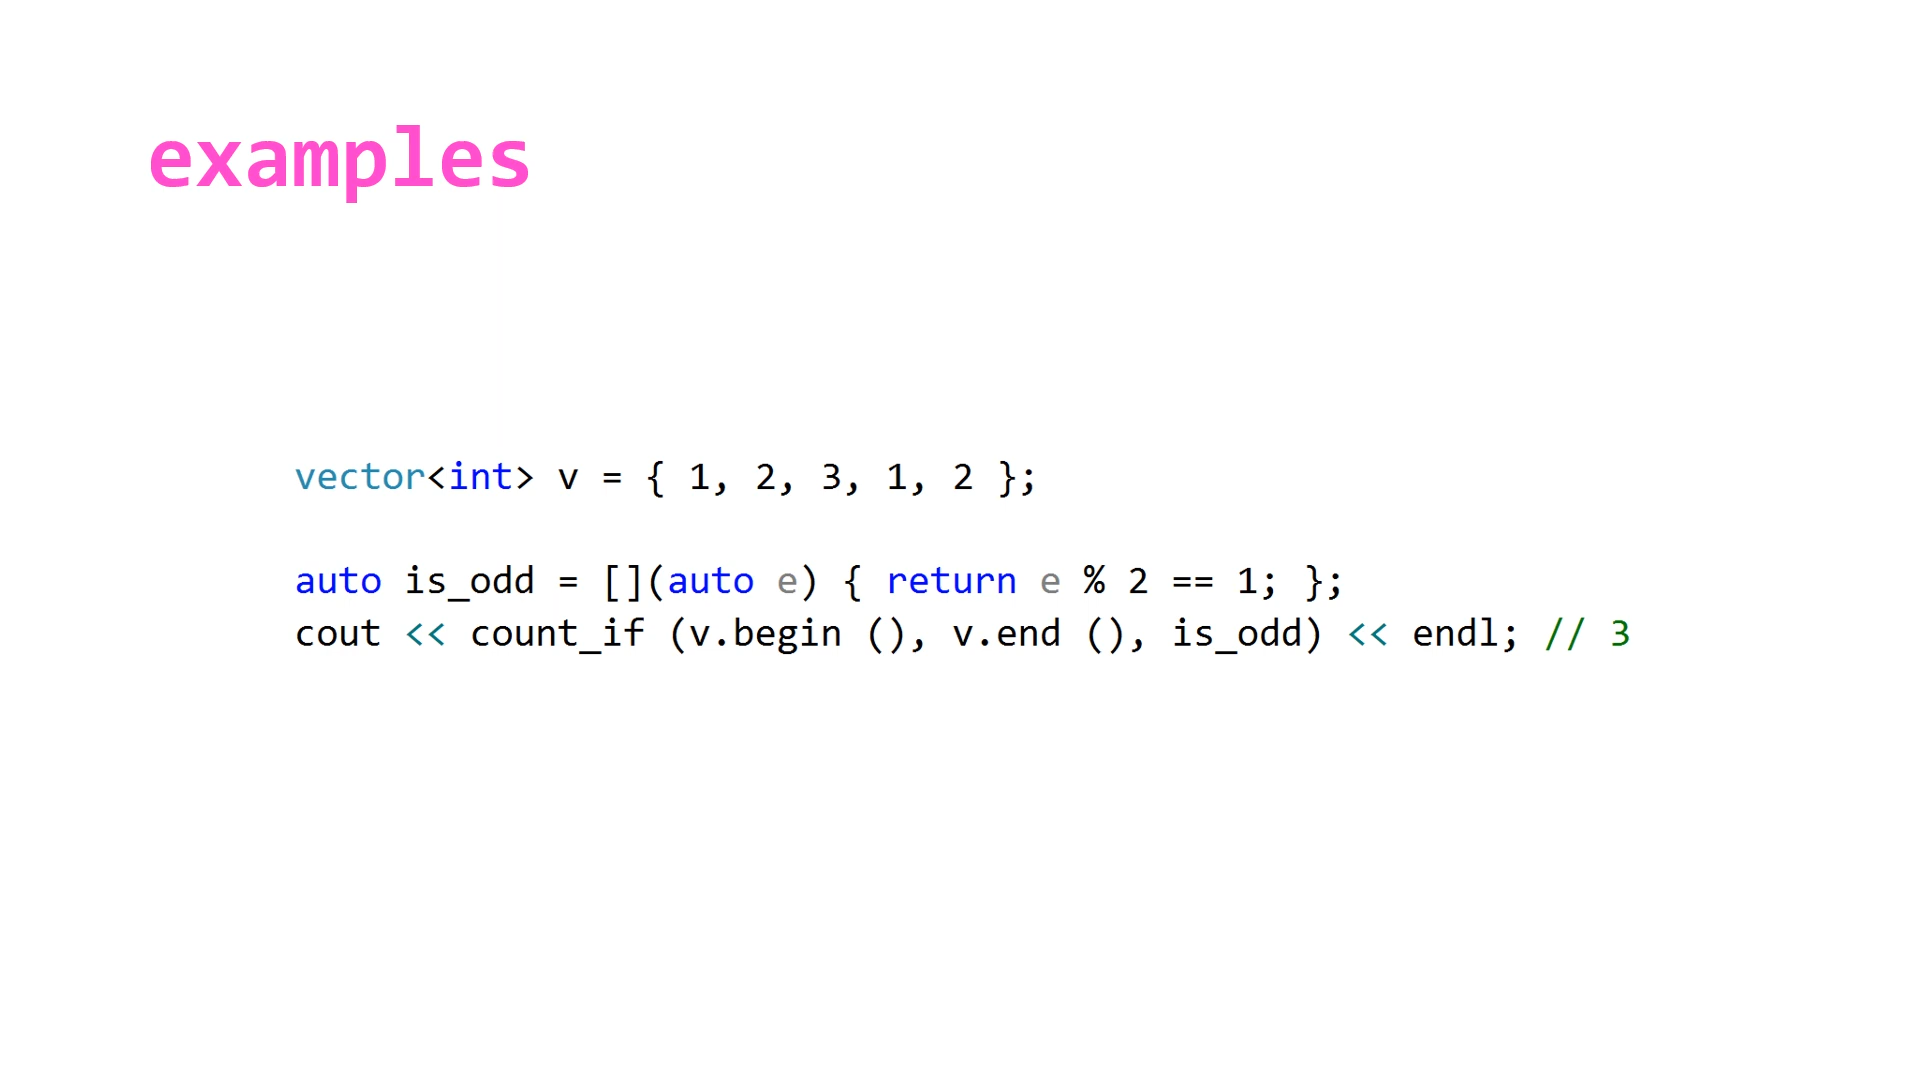 examples
vector<int> v = { 1, 2, 3, 1, 2 };
auto is_odd = [](auto e) { return e % 2 == 1; };
cout << count_if (v.begin (), v.end (), is_odd) << endl; // 3